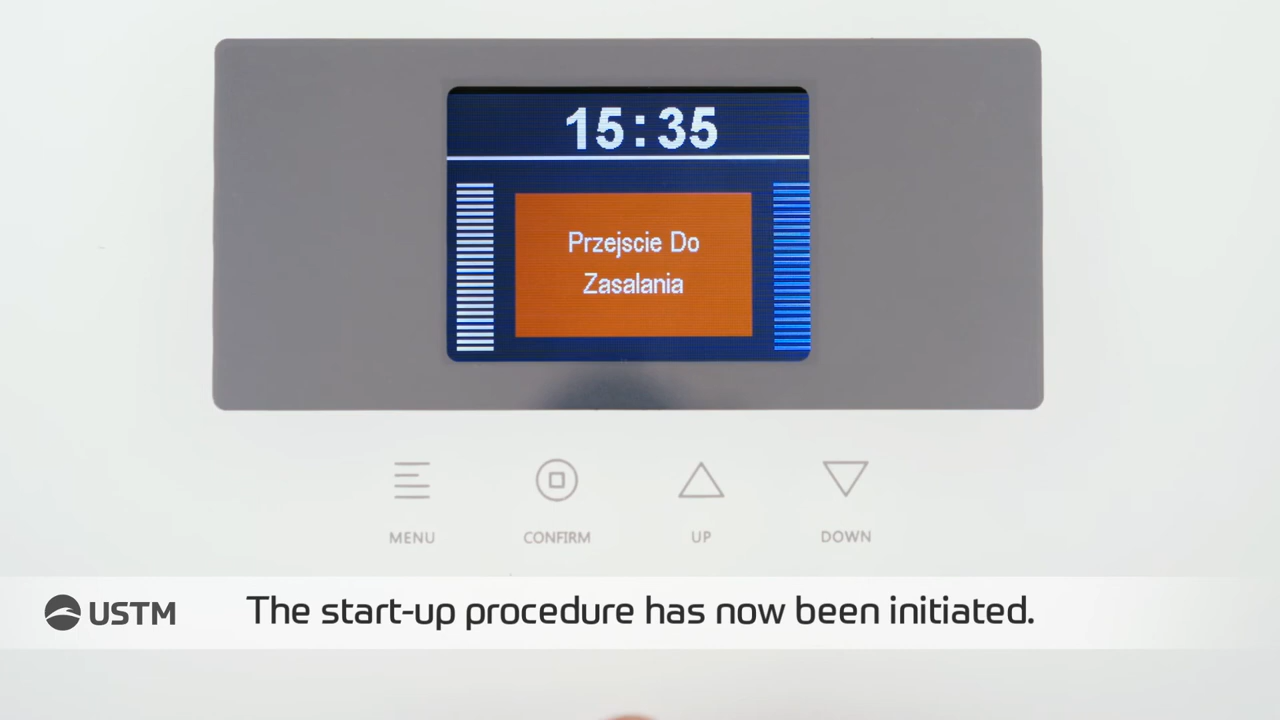 15:35
Przejscie Do
Zasalania
MENU
CONFIRM
UP
DOWN
USTM
The start-up procedure has now been initiated.